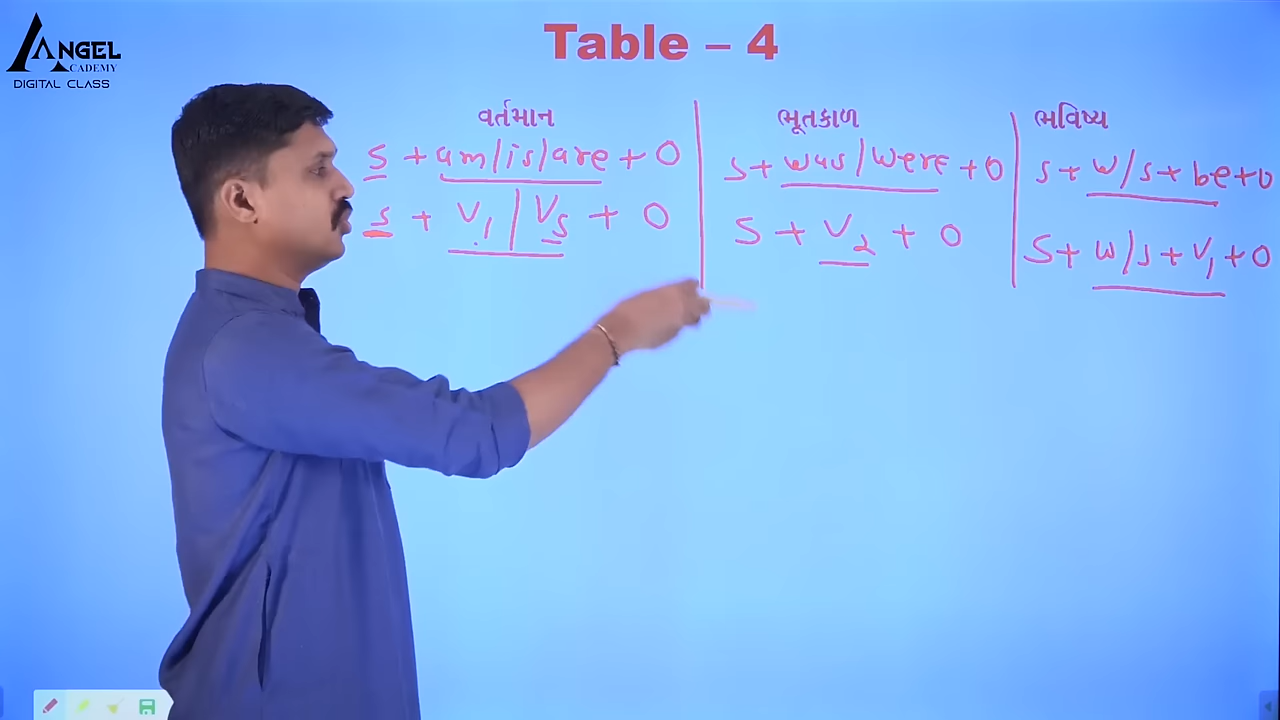 ANGEL
ACADEMY
DIGITAL CLASS
Table – 4
વર્તમાન
ભૂતકાળ
ભવિષ્ય
S + am/is/are + O
S + was/were + O
S + w/s + be + O
S + V1 / Vs + O
S + V2 + O
S + w/s + V1 + O